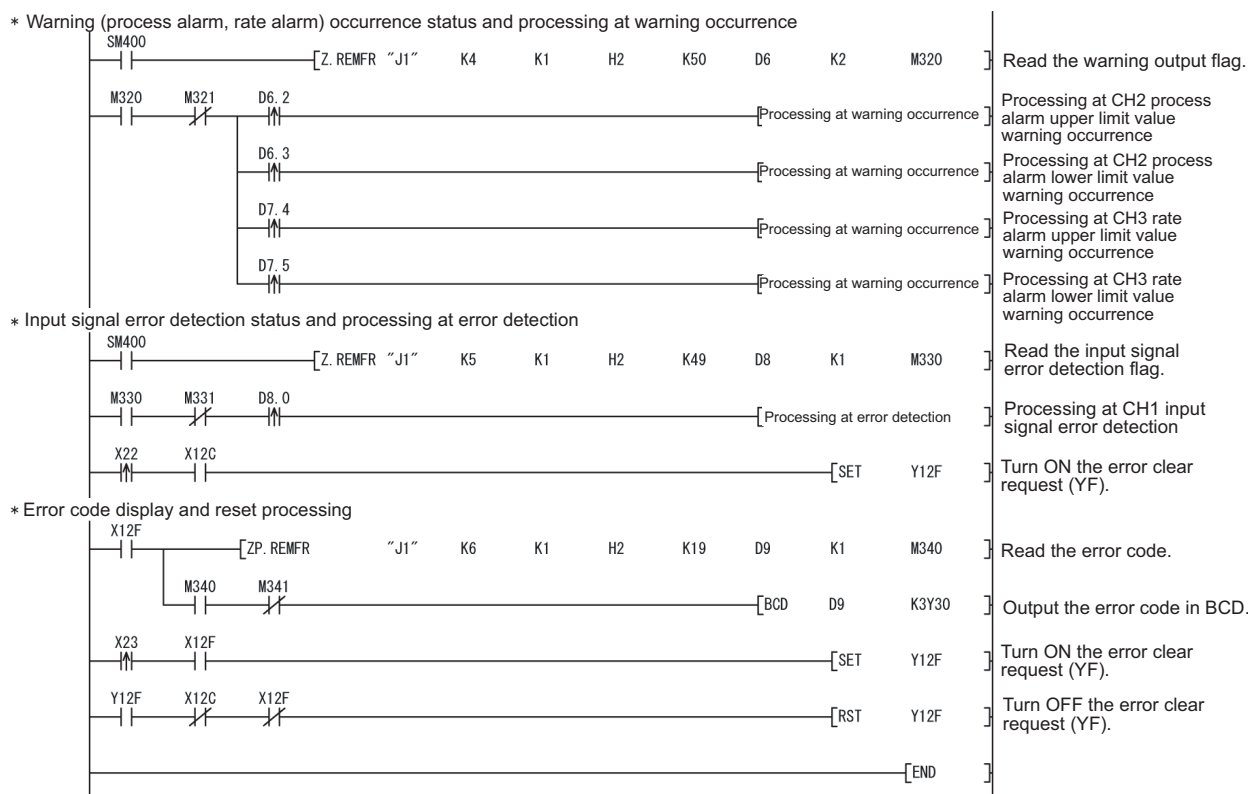 * Warning (process alarm, rate alarm) occurrence status and processing at warning occurrence
SM400
Z.REMFR "J1" K4 K1 H2 K50 D6 K2 M320 Read the warning output flag.
M320 M321 D6.2
Processing at warning occurrence
Processing at CH2 process
alarm upper limit value
warning occurrence
D6.3
Processing at warning occurrence
Processing at CH2 process
alarm lower limit value
warning occurrence
D7.4
Processing at warning occurrence
Processing at CH3 rate
alarm upper limit value
warning occurrence
D7.5
Processing at warning occurrence
Processing at CH3 rate
alarm lower limit value
warning occurrence
* Input signal error detection status and processing at error detection
SM400
Z.REMFR "J1" K5 K1 H2 K49 D8 K1 M330
Read the input signal
error detection flag.
M330 M331 D8.0
Processing at error detection
Processing at CH1 input
signal error detection
X22 X12C
SET Y12F
Turn ON the error clear
request (YF).
* Error code display and reset processing
X12F
ZP.REMFR "J1" K6 K1 H2 K19 D9 K1 M340 Read the error code.
M340 M341
BCD D9 K3Y30 Output the error code in BCD.
X23 X12F
SET Y12F
Turn ON the error clear
request (YF).
Y12F X12C X12F
RST Y12F
Turn OFF the error clear
request (YF).
END